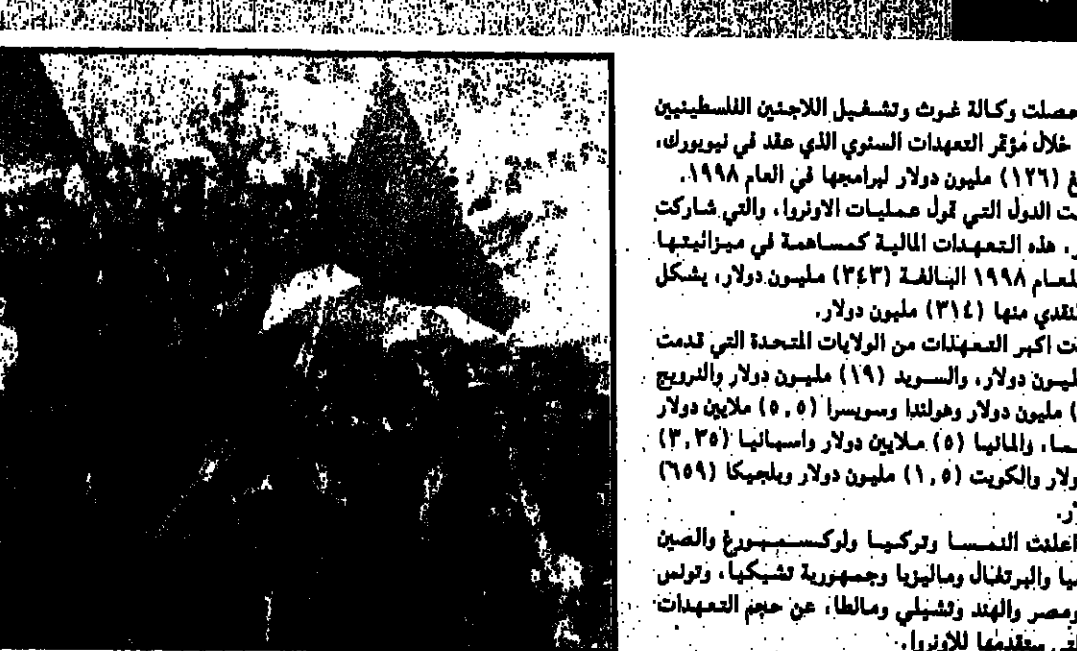 حصلت وكالة غوث وتشغيل اللاجئين الفلسطينيين
خلال مؤتمر التعهدات السنوي الذي عقد في نيويورك،
(١٢٦) مليون دولار لبرامجها في العام ١٩٩٨.
الدول التي تمول عمليات الاونروا، والتي شاركت
هذه التعهدات المالية كمساهمة في ميزانيتها
للعام ١٩٩٨ البالغة (٣٤٣) مليون دولار، يشكل
النقدي منها (٣١٤) مليون دولار.
اكبر التعهدات من الولايات المتحدة التي قدمت
مليون دولار، والسويد (١٩) مليون دولار والنرويج
) مليون دولار وهولندا وسويسرا (٥,٥) ملايين دولار
والمانيا (٥) ملايين دولار واسبانيا (٣,٣٥)
دولار والكويت (١,٥) مليون دولار وبلجيكا (٦٥٩)
اعلنت النمسا وتركيا ولوكسمبورغ والصين
والبرتغال وماليزيا وجمهورية تشيكيا، وتونس
ومصر والهند وتشيلي ومالطا، عن حجم التعهدات
التي ستقدمها للاونروا.